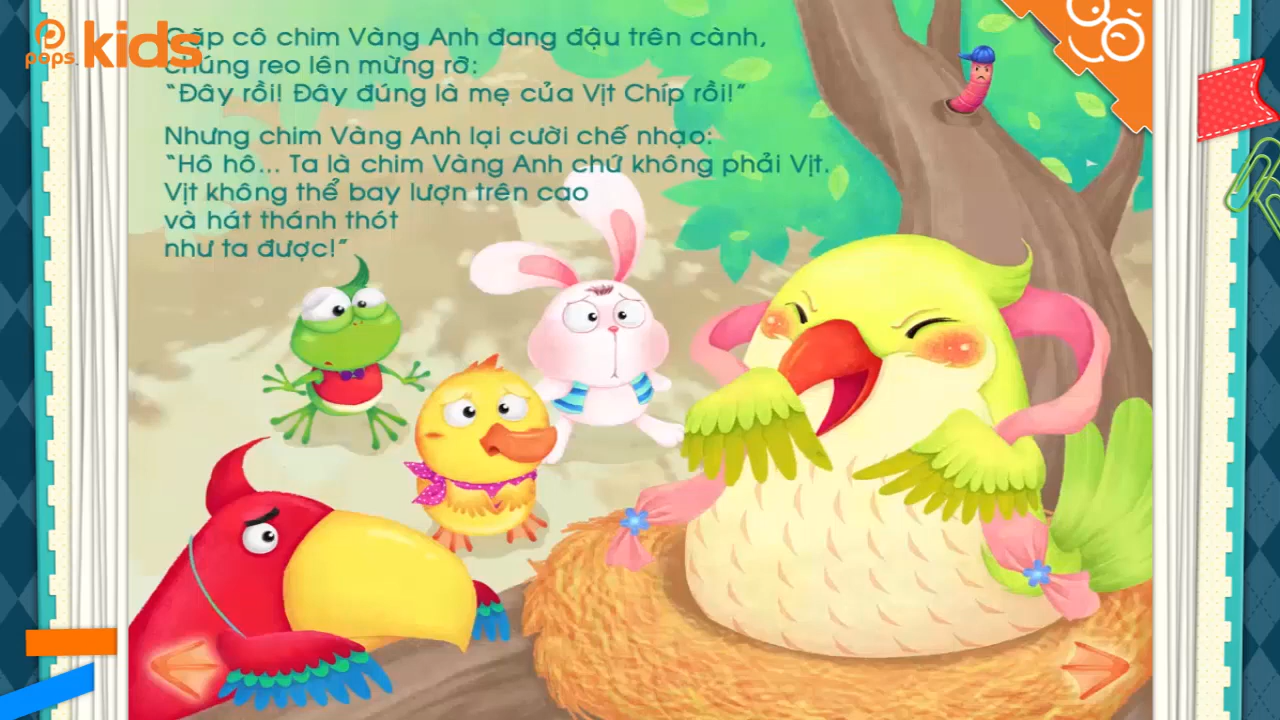 Gặp cô chim Vàng Anh đang đậu trên cành,
chúng reo lên mừng rỡ:
“Đây rồi! Đây đúng là mẹ của Vịt Chíp rồi!”
Nhưng chim Vàng Anh lại cười chế nhạo:
“Hô hô... Ta là chim Vàng Anh chứ không phải Vịt.
Vịt không thể bay lượn trên cao
và hát thánh thót
như ta được!”
pops kids